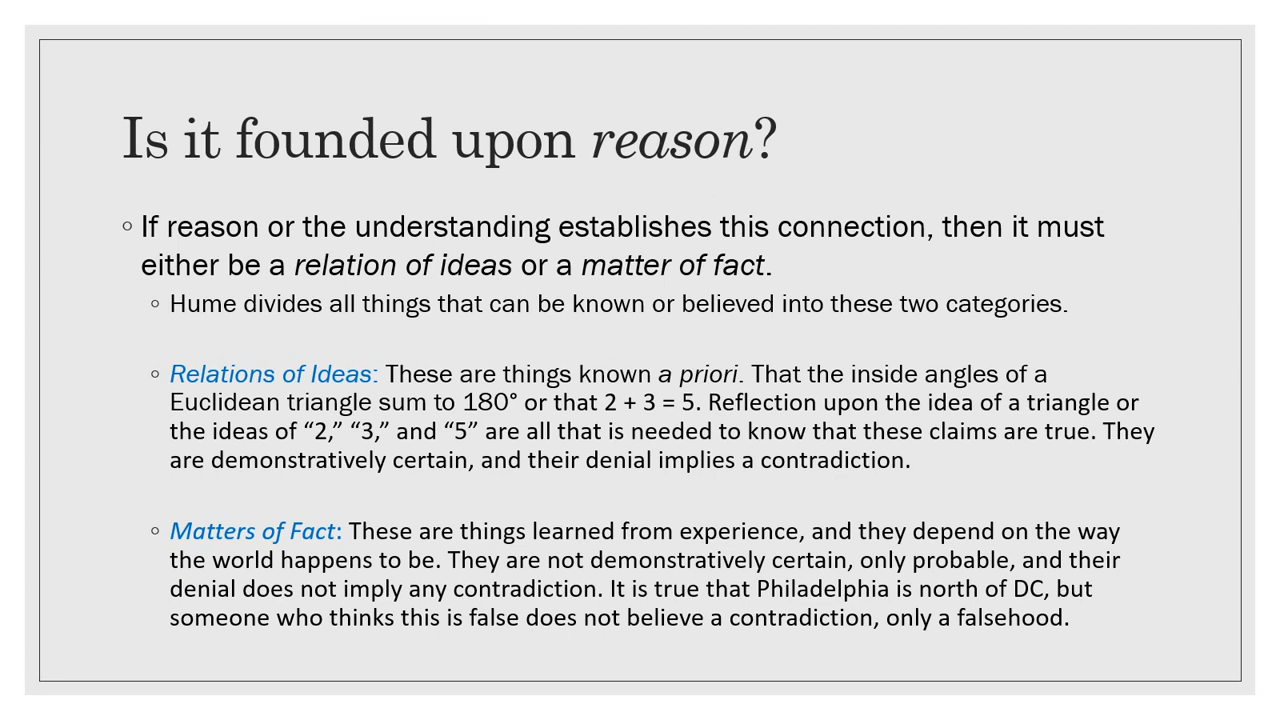 Is it founded upon reason?
◦ If reason or the understanding establishes this connection, then it must
either be a relation of ideas or a matter of fact.
◦ Hume divides all things that can be known or believed into these two categories.
◦ Relations of Ideas: These are things known a priori. That the inside angles of a
Euclidean triangle sum to 180° or that 2 + 3 = 5. Reflection upon the idea of a triangle or
the ideas of “2,” “3,” and “5” are all that is needed to know that these claims are true. They
are demonstratively certain, and their denial implies a contradiction.
◦ Matters of Fact: These are things learned from experience, and they depend on the way
the world happens to be. They are not demonstratively certain, only probable, and their
denial does not imply any contradiction. It is true that Philadelphia is north of DC, but
someone who thinks this is false does not believe a contradiction, only a falsehood.